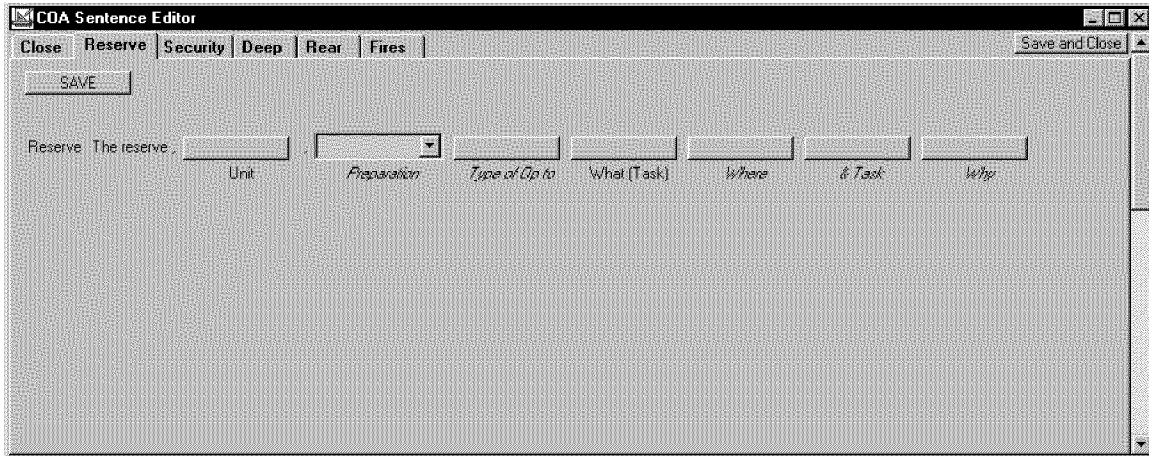 COA Sentence Editor
Close Reserve Security Deep Rear Fires Save and Close
SAVE
Reserve The reserve , ,
Unit Preparation Type of Op to What (Task) Where & Task Why